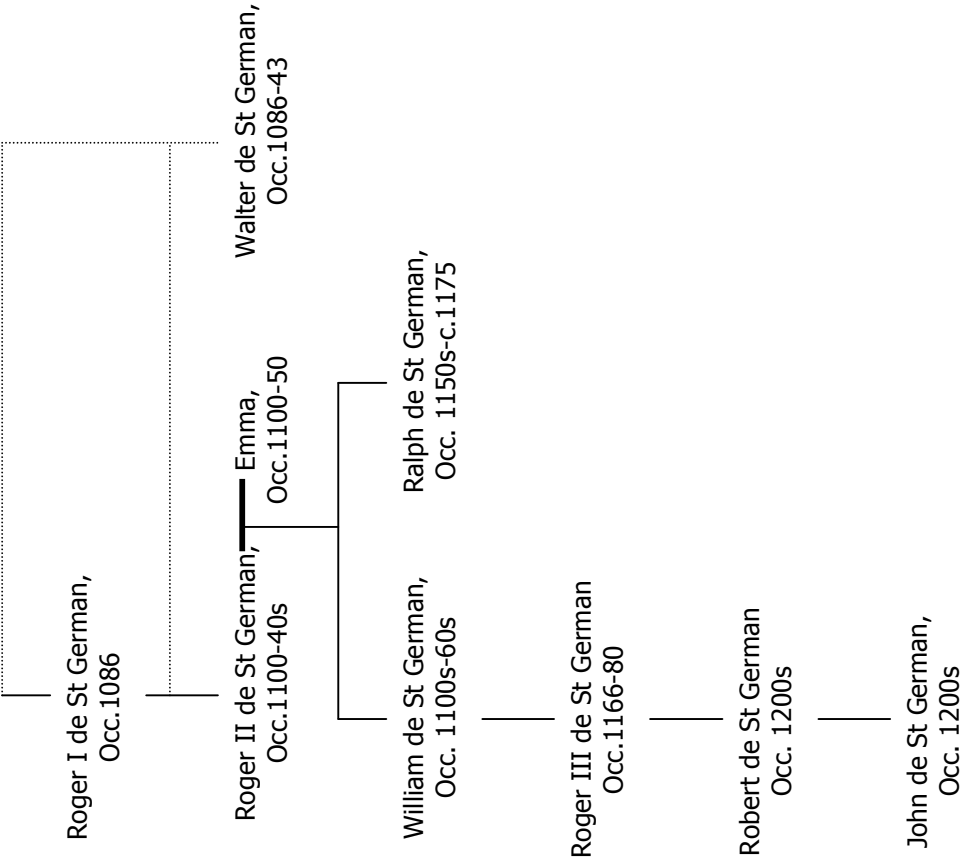 Roger I de St German,
Occ.1086
Roger II de St German,
Occ.1100-40s
Emma,
Occ.1100-50
Walter de St German,
Occ.1086-43
William de St German,
Occ. 1100s-60s
Ralph de St German,
Occ. 1150s-c.1175
Roger III de St German
Occ.1166-80
Robert de St German
Occ. 1200s
John de St German,
Occ. 1200s